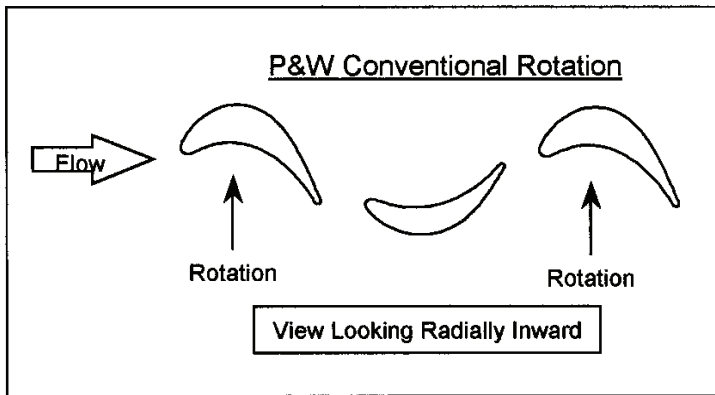 P&W Conventional Rotation
Flow
Rotation
Rotation
View Looking Radially Inward